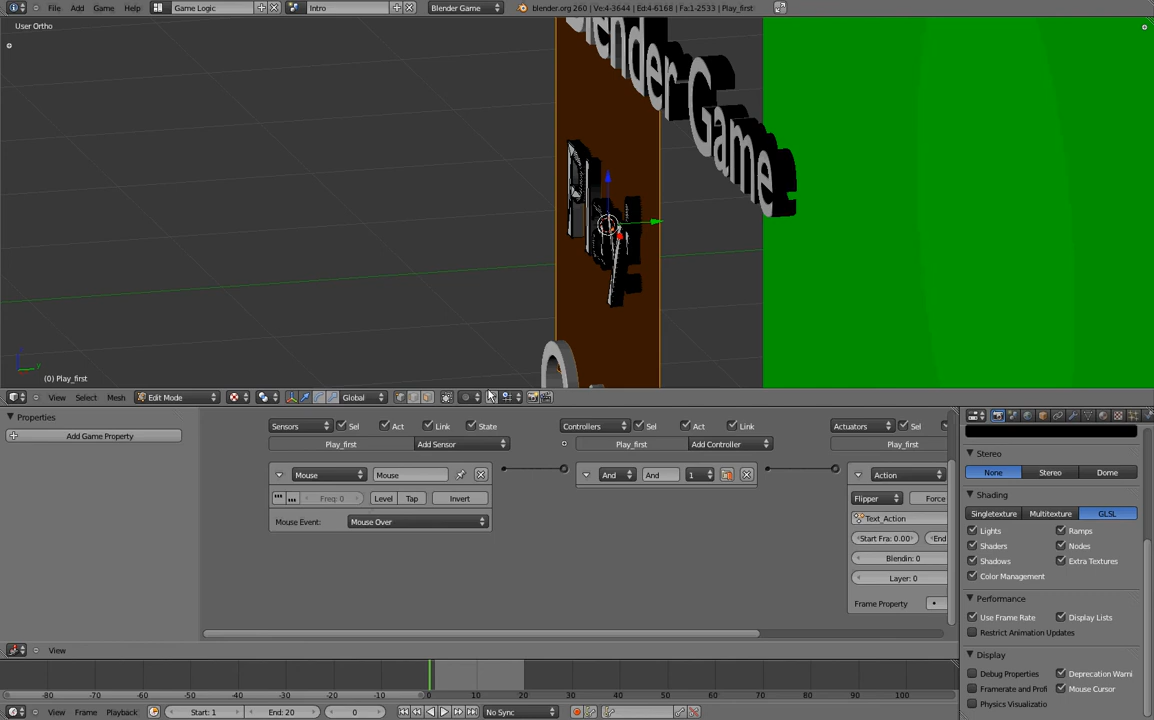 File Add Game Help Game Logic Intro Blender Game blender.org 260 | Ve:4-3644 | Ed:4-6168 | Fa:1-2533 | Play_first
User Ortho
Blender Game
Play
z y
(0) Play_first
View Select Mesh Edit Mode Global
Properties
Add Game Property
Sensors Sel Act Link State Controllers Sel Act Link Actuators Sel
Play_first Add Sensor Play_first Add Controller Play_first
Mouse Mouse And And 1 Action
Freq: 0 Level Tap Invert Flipper Force
Mouse Event: Mouse Over Text_Action
Start Fra: 0.00 End
Blendin: 0
Layer: 0
Frame Property
Stereo
None Stereo Dome
Shading
Singletexture Multitexture GLSL
Lights Ramps
Shaders Nodes
Shadows Extra Textures
Color Management
Performance
Use Frame Rate Display Lists
Restrict Animation Updates
Display
Debug Properties Deprecation Warni
Framerate and Profi Mouse Cursor
Physics Visualizatio
View
-80 -70 -60 -50 -40 -30 -20 -10 0 10 20 30 40 50 60 70 80 90 100
View Frame Playback Start: 1 End: 20 0 No Sync